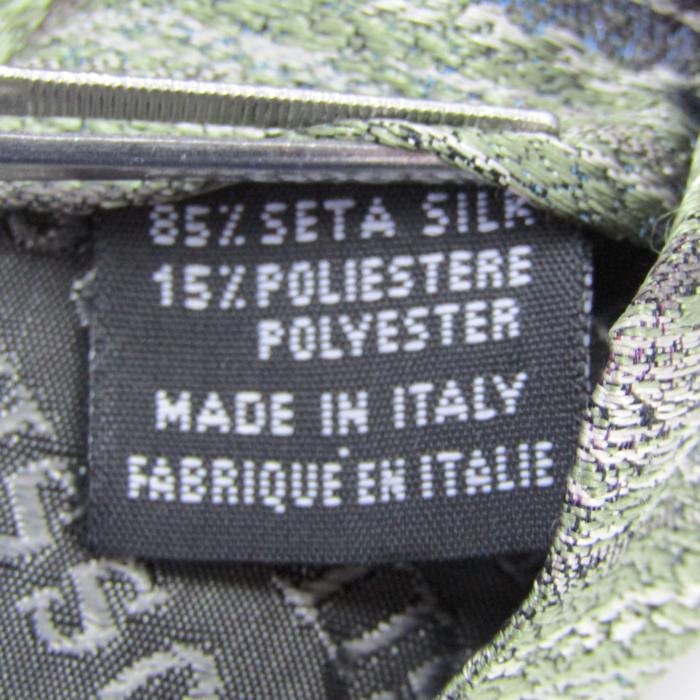 85% SETA SILK
15% POLIESTERE
POLYESTER
MADE IN ITALY
FABRIQUE EN ITALIE